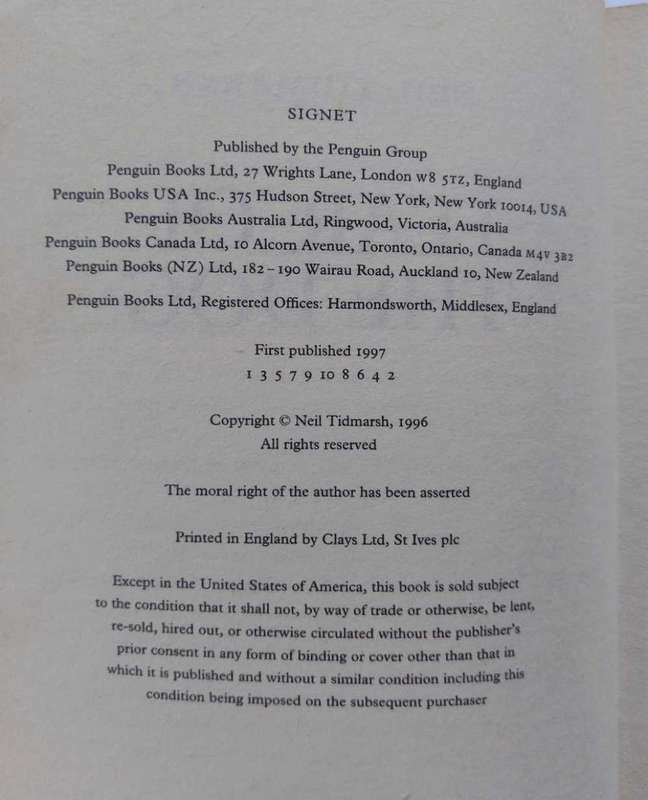 SIGNET
Published by the Penguin Group
Penguin Books Ltd, 27 Wrights Lane, London W8 5TZ, England
Penguin Books USA Inc., 375 Hudson Street, New York, New York 10014, USA
Penguin Books Australia Ltd, Ringwood, Victoria, Australia
Penguin Books Canada Ltd, 10 Alcorn Avenue, Toronto, Ontario, Canada M4V 3B2
Penguin Books (NZ) Ltd, 182–190 Wairau Road, Auckland 10, New Zealand
Penguin Books Ltd, Registered Offices: Harmondsworth, Middlesex, England
First published 1997
1 3 5 7 9 10 8 6 4 2
Copyright © Neil Tidmarsh, 1996
All rights reserved
The moral right of the author has been asserted
Printed in England by Clays Ltd, St Ives plc
Except in the United States of America, this book is sold subject
to the condition that it shall not, by way of trade or otherwise, be lent,
re-sold, hired out, or otherwise circulated without the publisher's
prior consent in any form of binding or cover other than that in
which it is published and without a similar condition including this
condition being imposed on the subsequent purchaser